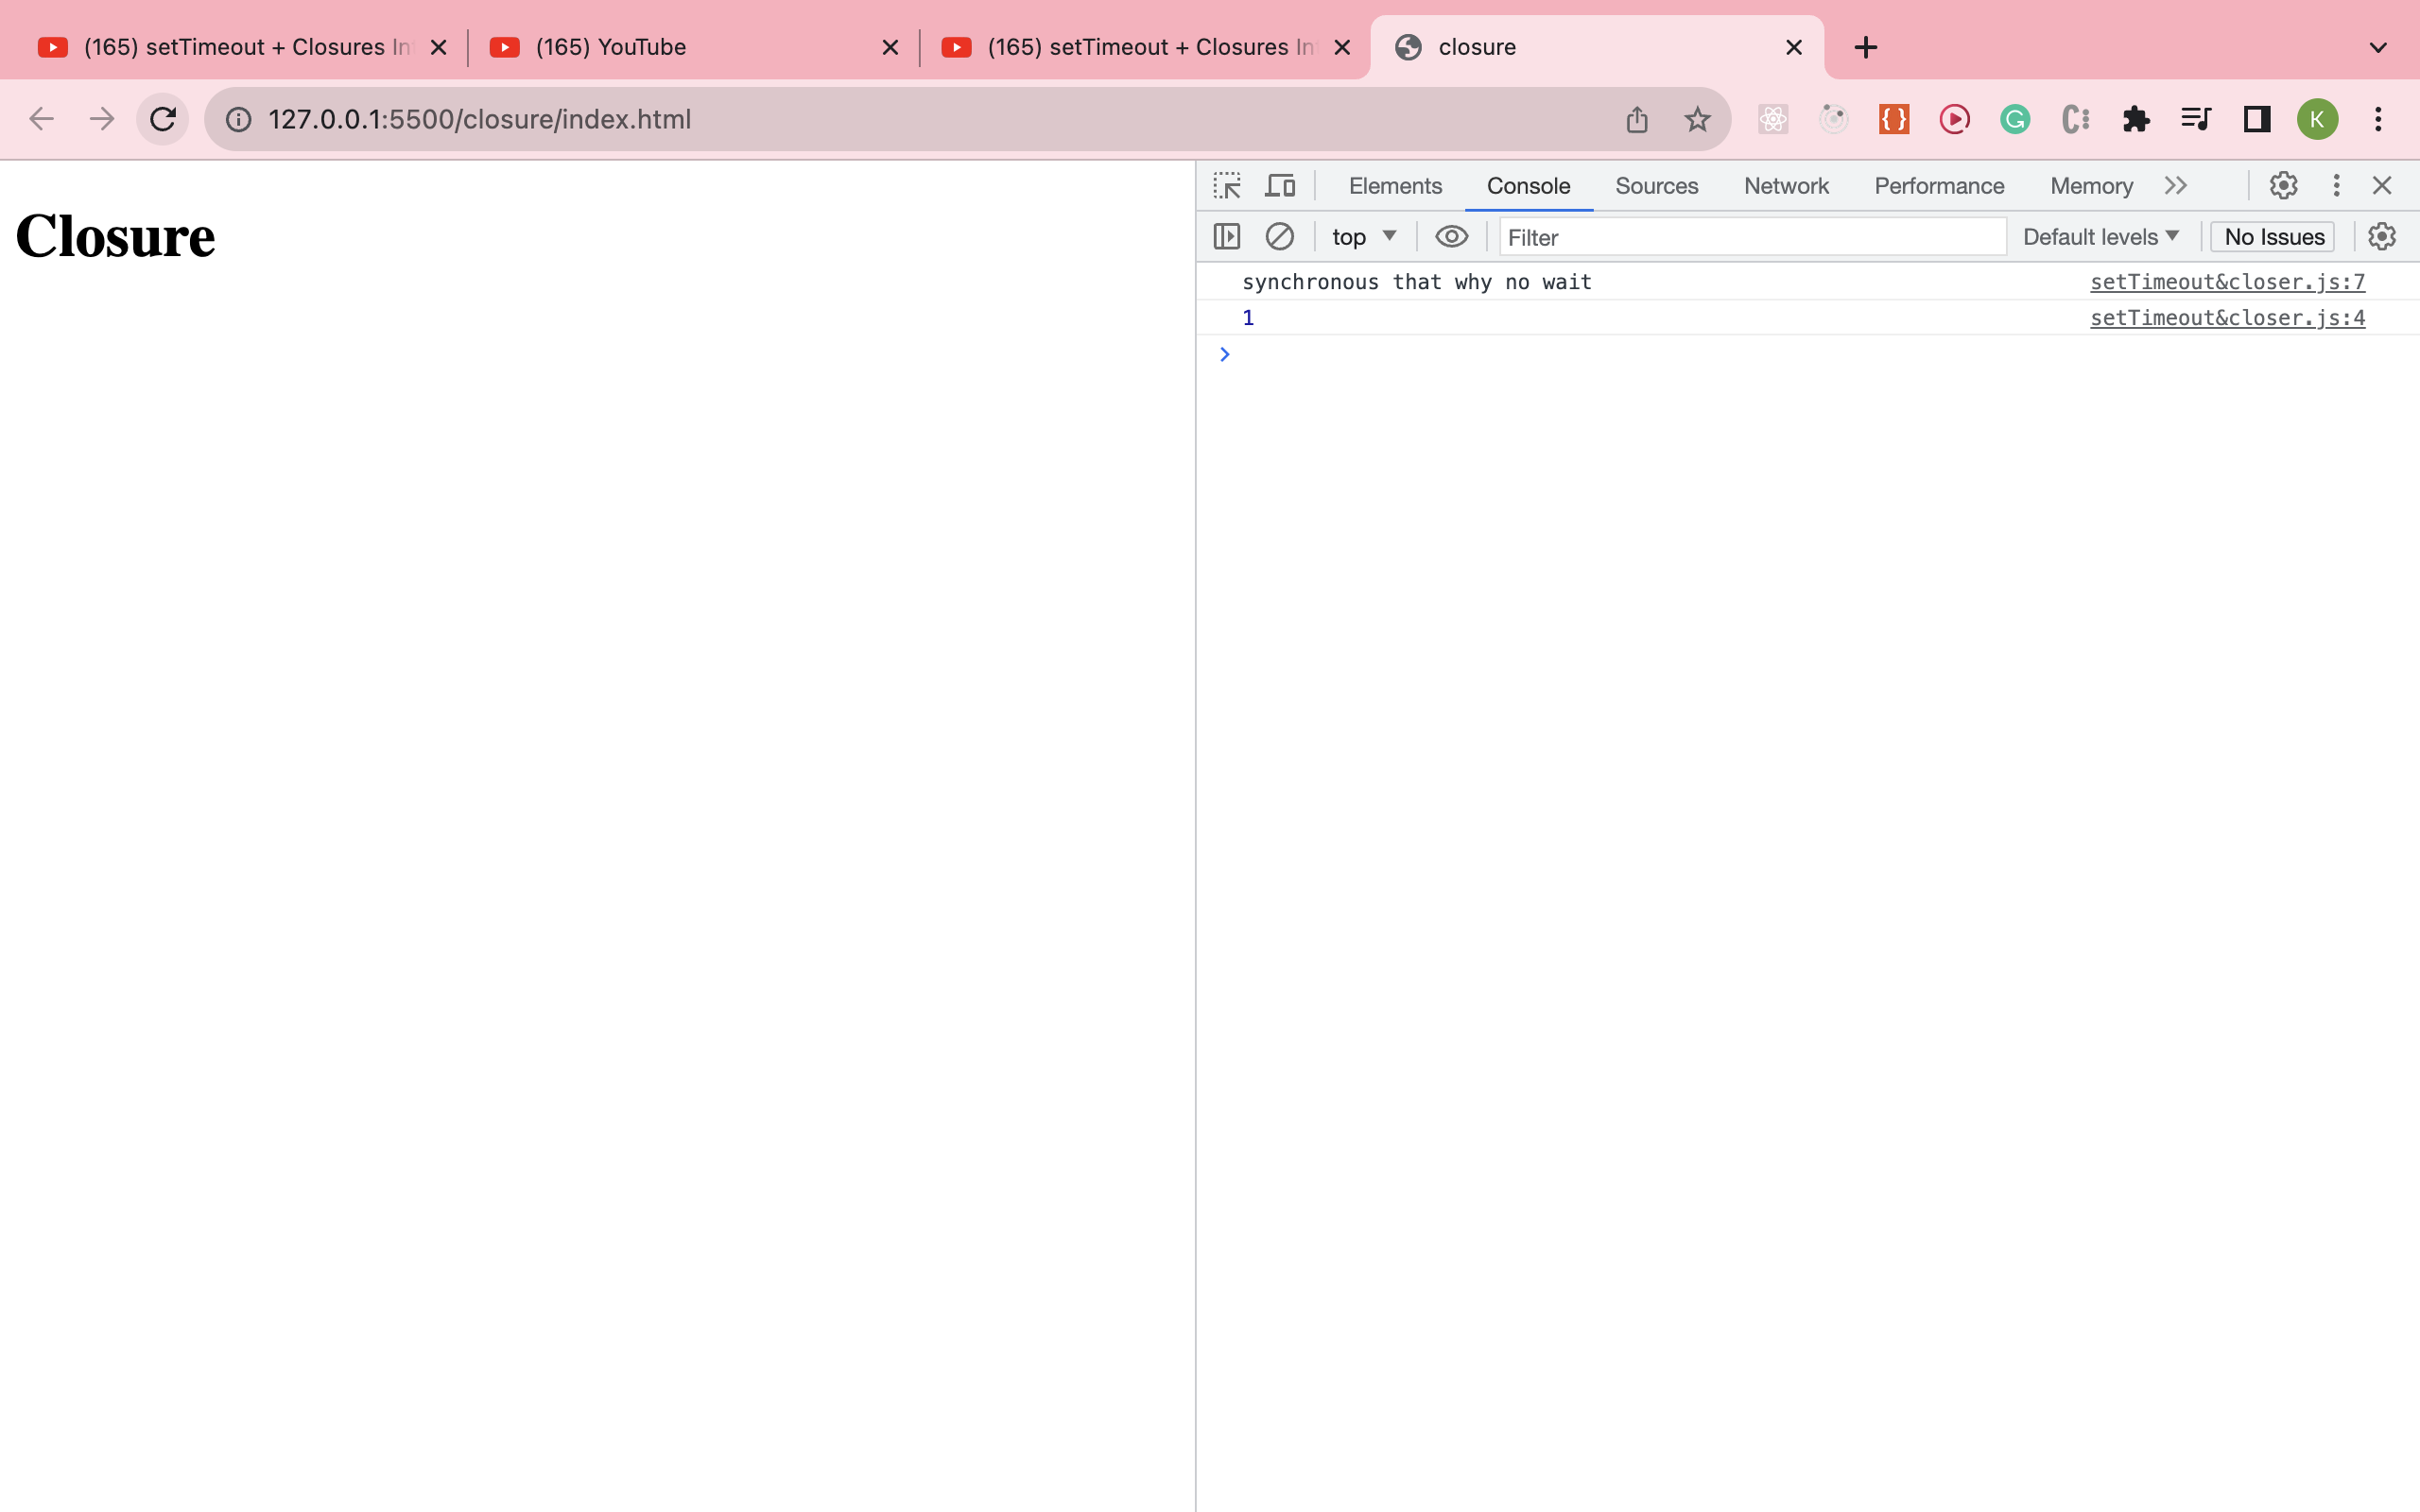 (165) setTimeout + Closures In
(165) YouTube
(165) setTimeout + Closures In
closure
127.0.0.1:5500/closure/index.html
K
Closure
Elements Console Sources Network Performance Memory
top Filter Default levels No Issues
synchronous that why no wait setTimeout&closer.js:7
1 setTimeout&closer.js:4